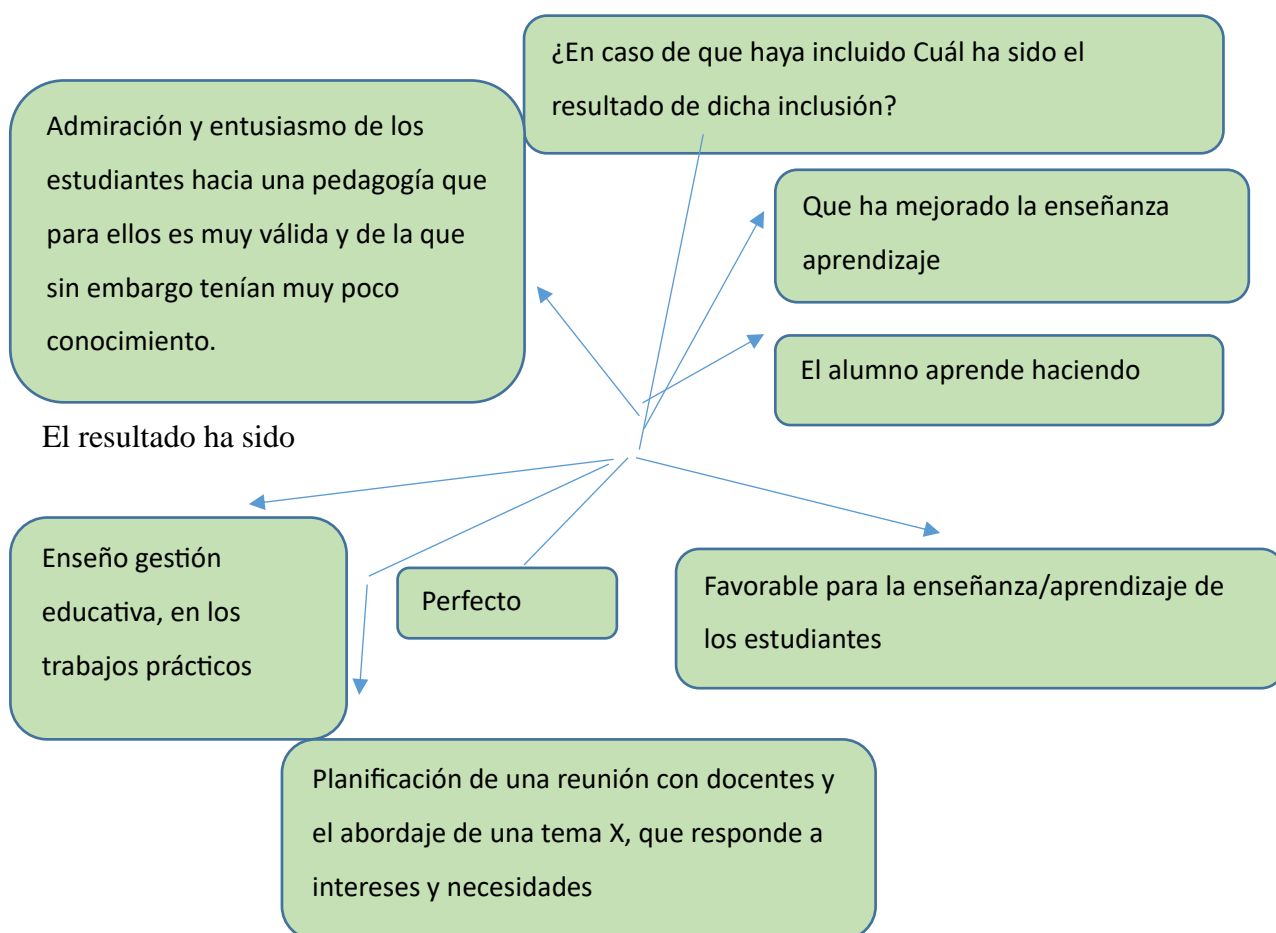 ¿En caso de que haya incluido Cuál ha sido el
resultado de dicha inclusión?
Admiración y entusiasmo de los
estudiantes hacia una pedagogía que
para ellos es muy válida y de la que
sin embargo tenían muy poco
conocimiento.
Que ha mejorado la enseñanza
aprendizaje
El alumno aprende haciendo
El resultado ha sido
Enseño gestión
educativa, en los
trabajos prácticos
Perfecto
Favorable para la enseñanza/aprendizaje de
los estudiantes
Planificación de una reunión con docentes y
el abordaje de una tema X, que responde a
intereses y necesidades